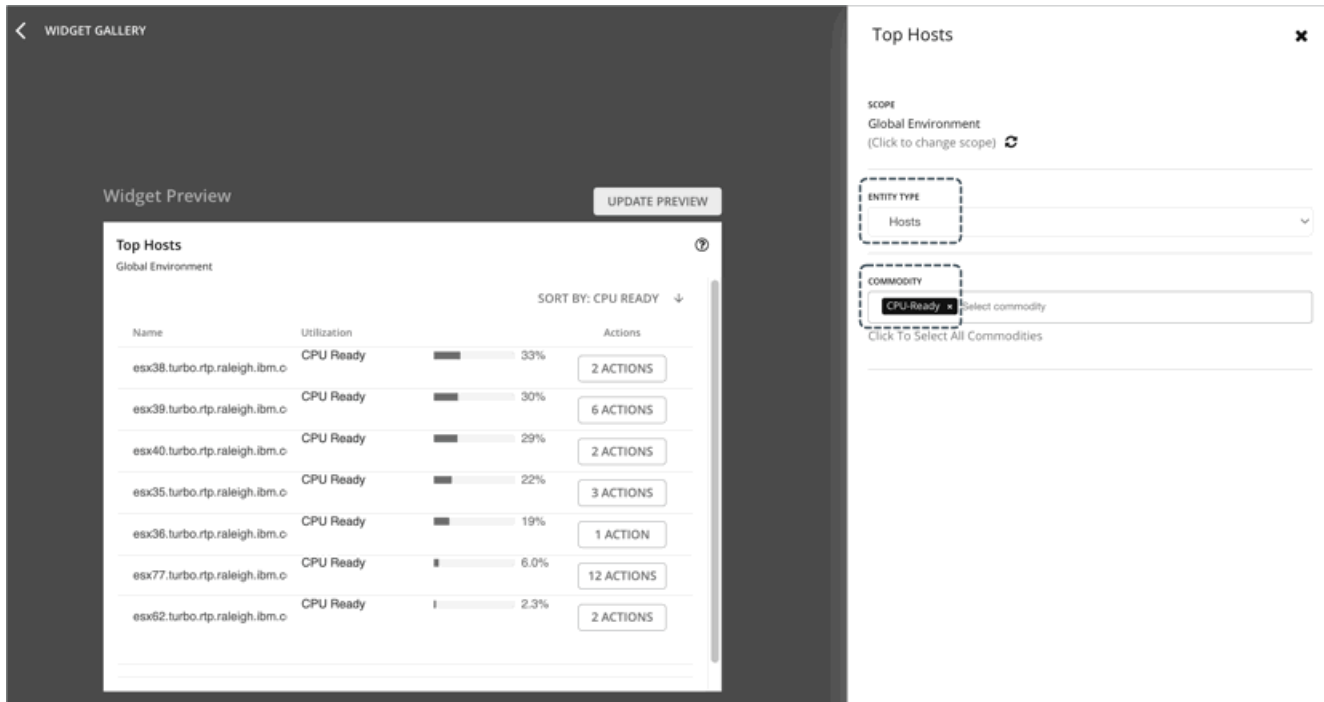 WIDGET GALLERY
Widget Preview
UPDATE PREVIEW
Top Hosts
Global Environment
SORT BY: CPU READY
Name Utilization Actions
esx38.turbo.rtp.raleigh.ibm.c CPU Ready 33% 2 ACTIONS
esx39.turbo.rtp.raleigh.ibm.c CPU Ready 30% 6 ACTIONS
esx40.turbo.rtp.raleigh.ibm.c CPU Ready 29% 2 ACTIONS
esx35.turbo.rtp.raleigh.ibm.c CPU Ready 22% 3 ACTIONS
esx36.turbo.rtp.raleigh.ibm.c CPU Ready 19% 1 ACTION
esx77.turbo.rtp.raleigh.ibm.c CPU Ready 6.0% 12 ACTIONS
esx62.turbo.rtp.raleigh.ibm.c CPU Ready 2.3% 2 ACTIONS
Top Hosts
SCOPE
Global Environment
(Click to change scope)
ENTITY TYPE
Hosts
COMMODITY
CPU-Ready × Select commodity
Click To Select All Commodities